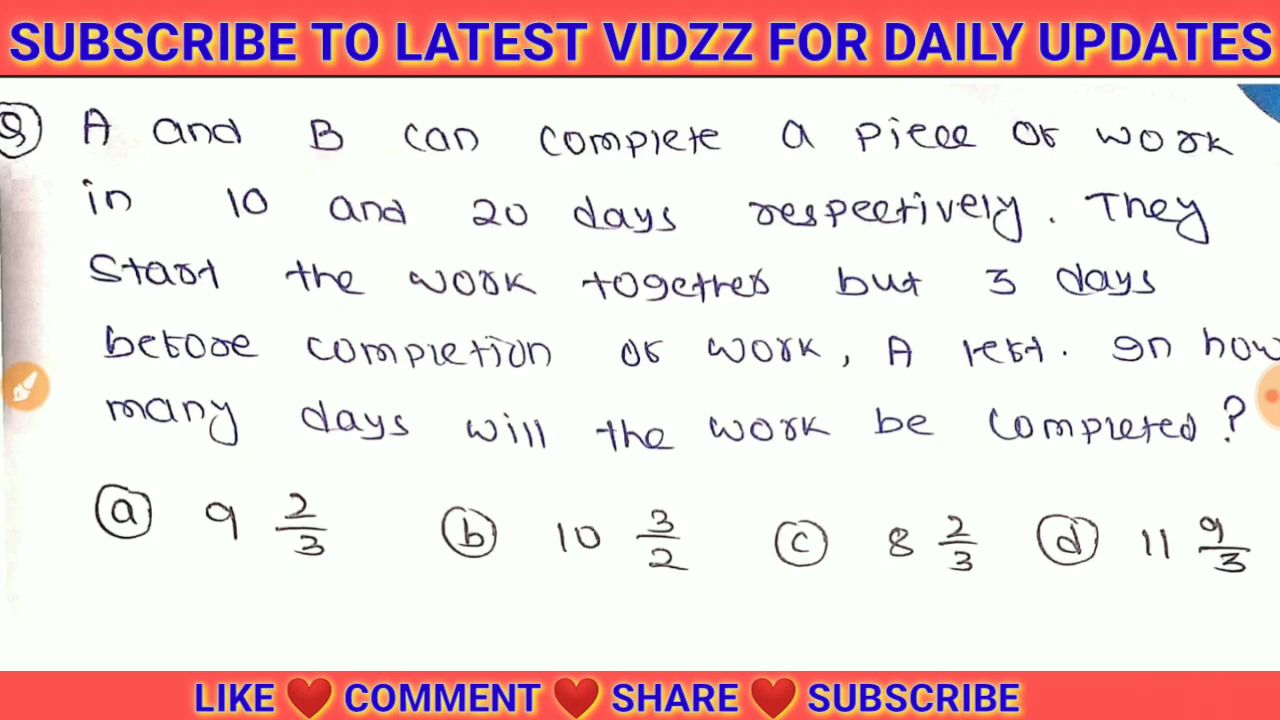 SUBSCRIBE TO LATEST VIDZZ FOR DAILY UPDATES
Q A and B can complete a piece of work
in 10 and 20 days respectively. They
start the work together but 3 days
before completion of work, A left. In how
many days will the work be completed?
a 9 2/3 b 10 3/2 c 8 2/3 d 11 9/3
LIKE ❤️ COMMENT ❤️ SHARE ❤️ SUBSCRIBE